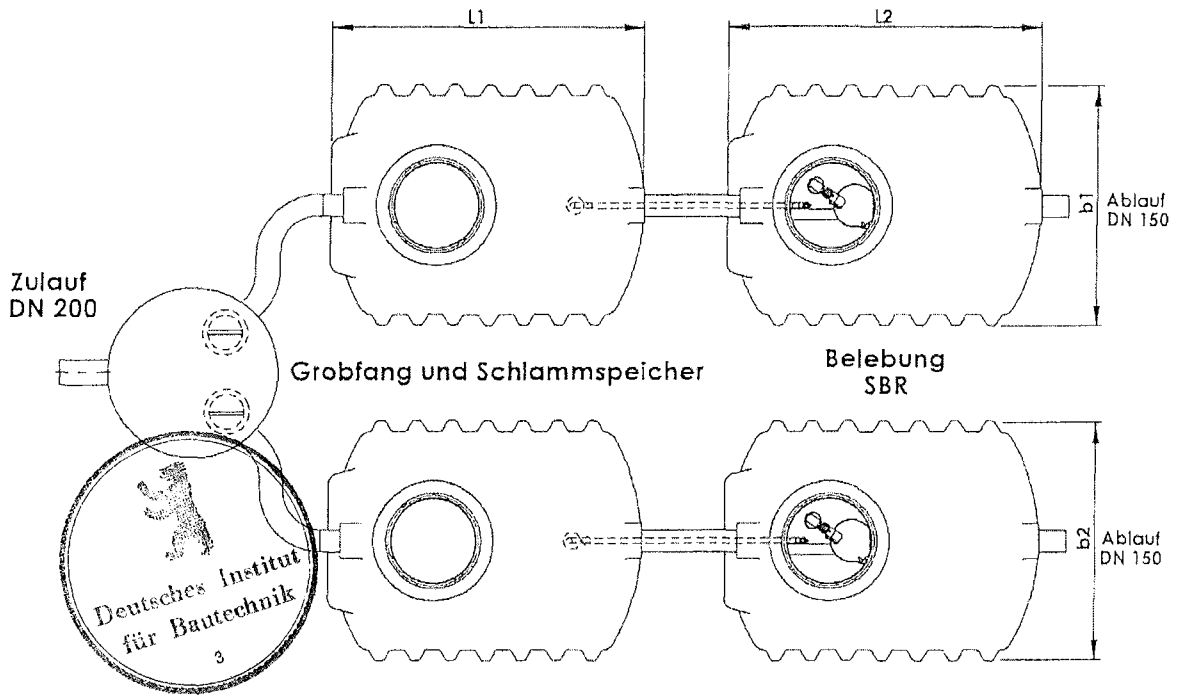 L1
L2
Zulauf
DN 200
b1
Ablauf
DN 150
Grobfang und Schlammspeicher
Belebung
SBR
b2
Ablauf
DN 150
Deutsches Institut
für Bautechnik
3